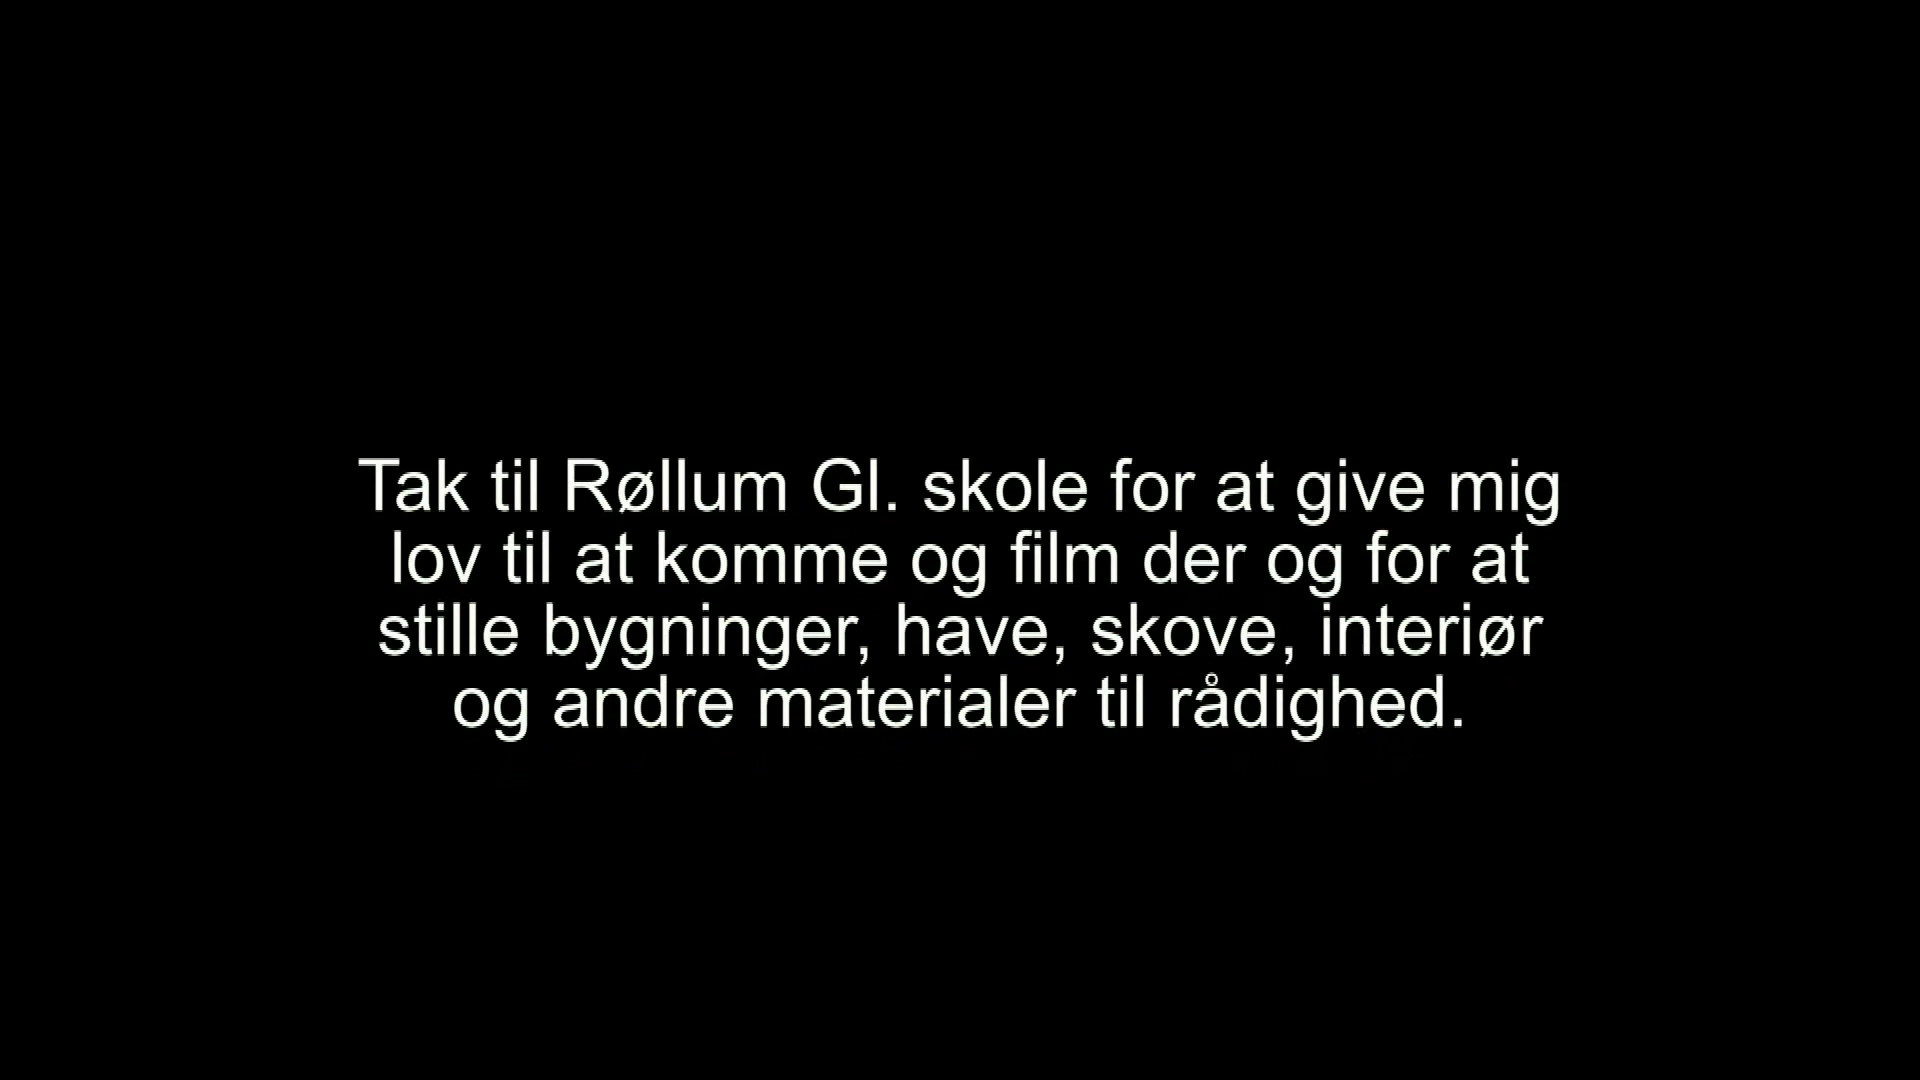 Tak til Røllum Gl. skole for at give mig
lov til at komme og film der og for at
stille bygninger, have, skove, interiør
og andre materialer til rådighed.